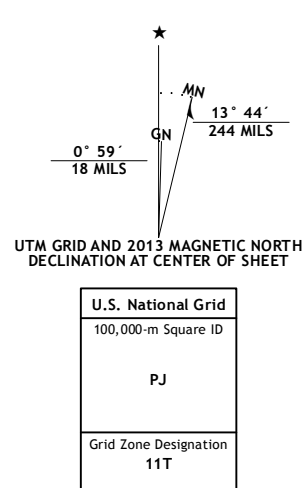 ★
MN
GN
13° 44´
244 MILS
0° 59´
18 MILS
UTM GRID AND 2013 MAGNETIC NORTH
DECLINATION AT CENTER OF SHEET
U.S. National Grid
100,000-m Square ID
PJ
Grid Zone Designation
11T